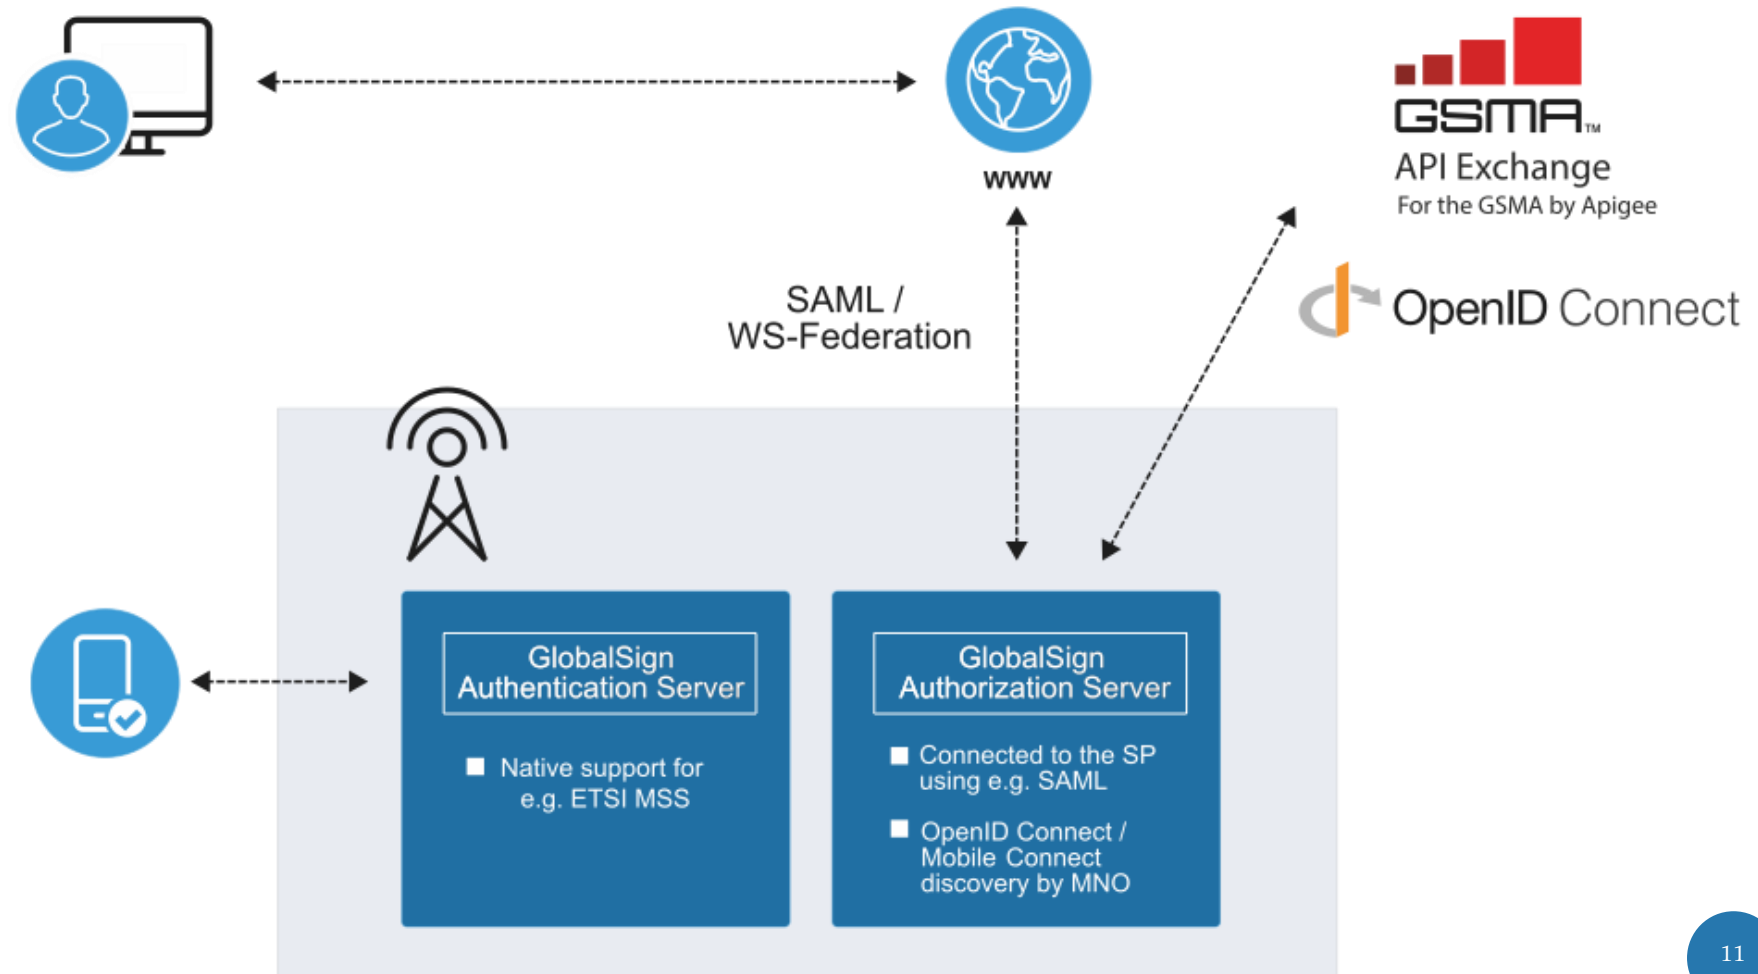 www
GSMA™
API Exchange
For the GSMA by Apigee
SAML /
WS-Federation
OpenID Connect
GlobalSign
Authentication Server
Native support for
e.g. ETSI MSS
GlobalSign
Authorization Server
Connected to the SP
using e.g. SAML
OpenID Connect /
Mobile Connect
discovery by MNO
11